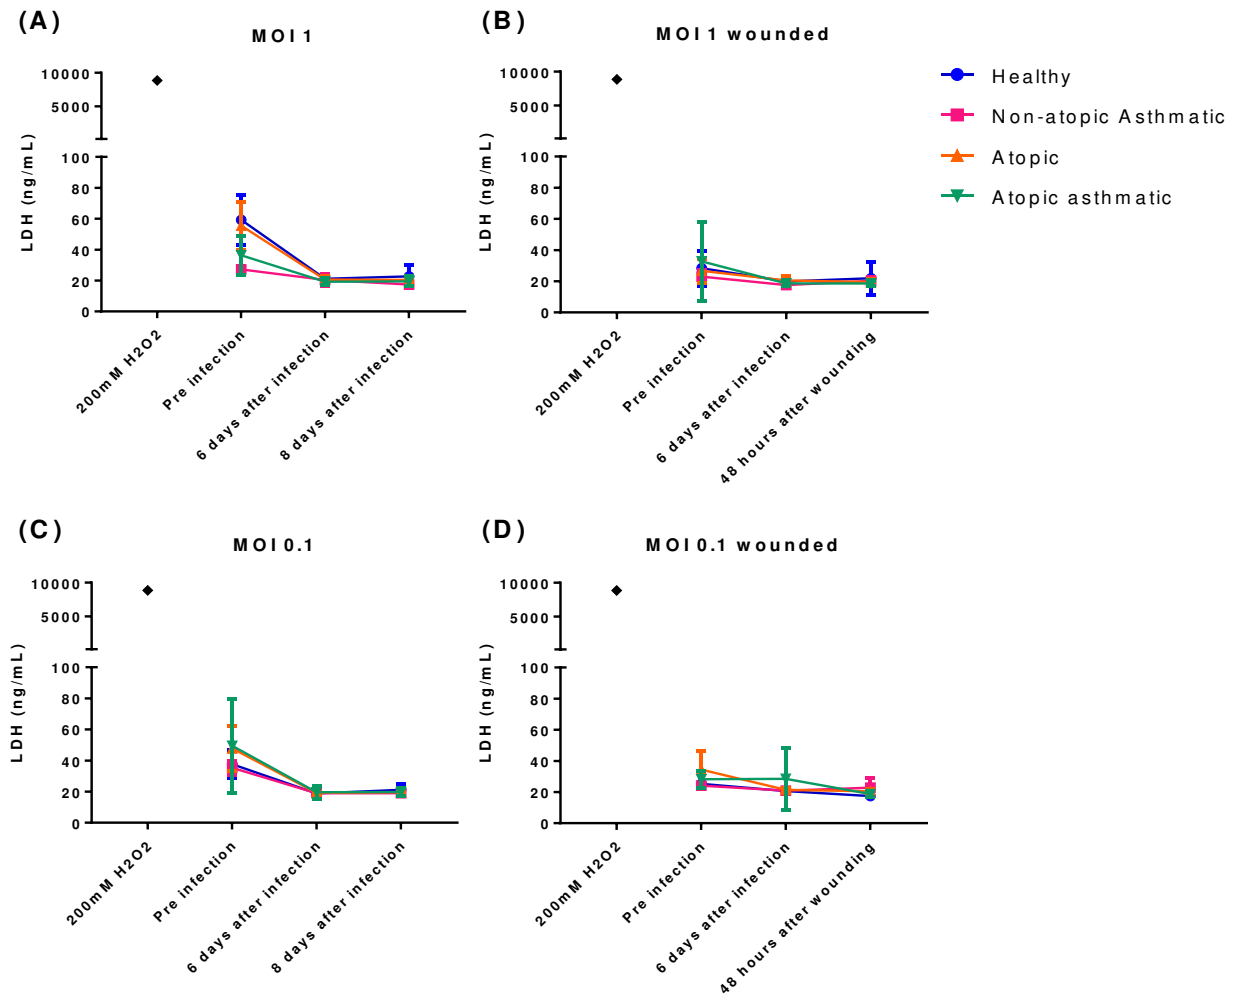 (A)
MOI 1
LDH (ng/mL)
10000
5000
100
80
60
40
20
0
200mM H2O2
Pre infection
6 days after infection
8 days after infection
(B)
MOI 1 wounded
LDH (ng/mL)
10000
5000
100
80
60
40
20
0
200mM H2O2
Pre infection
6 days after infection
48 hours after wounding
Healthy
Non-atopic Asthmatic
Atopic
Atopic asthmatic
(C)
MOI 0.1
LDH (ng/mL)
10000
5000
100
80
60
40
20
0
200mM H2O2
Pre infection
6 days after infection
8 days after infection
(D)
MOI 0.1 wounded
LDH (ng/mL)
10000
5000
100
80
60
40
20
0
200mM H2O2
Pre infection
6 days after infection
48 hours after wounding